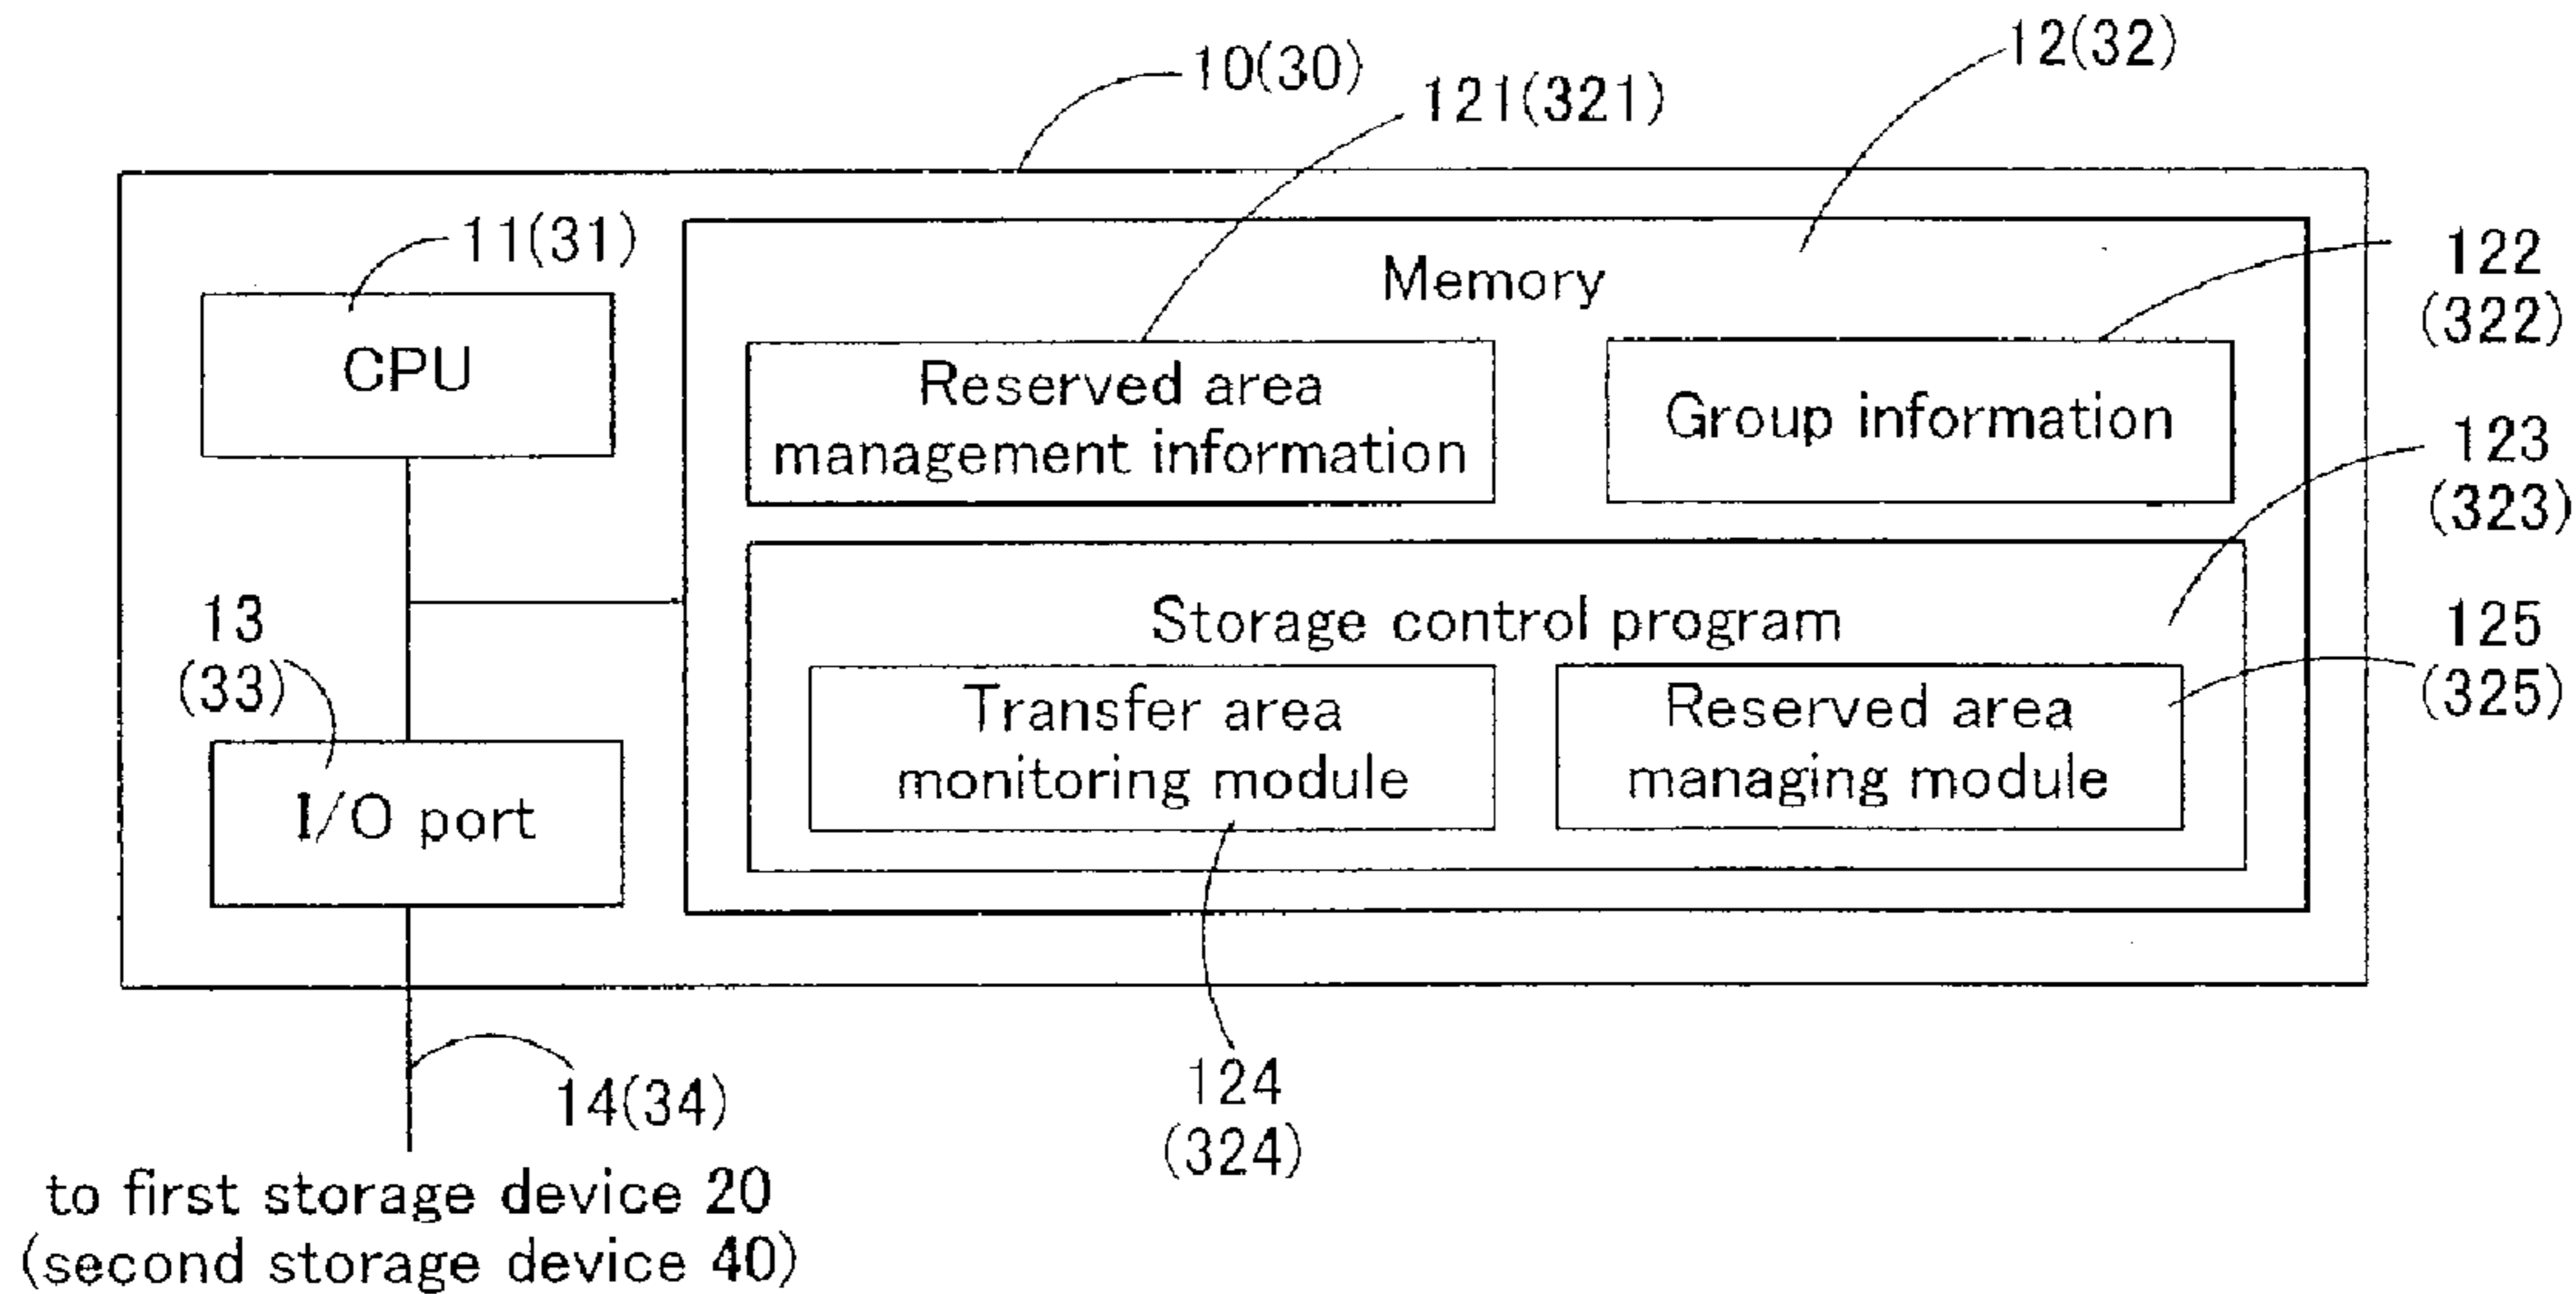 10(30)
12(32)
121(321)
11(31)
Memory
122
(322)
CPU
Reserved area
management information
Group information
123
(323)
13
(33)
Storage control program
125
(325)
Transfer area
monitoring module
Reserved area
managing module
I/O port
14(34)
124
(324)
to first storage device 20
(second storage device 40)